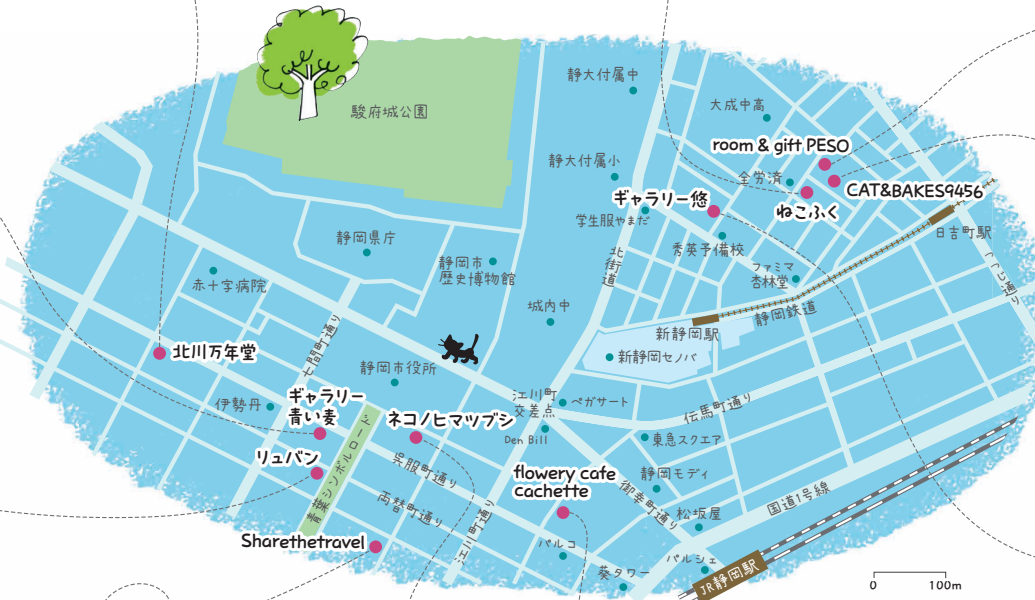 静大付属中
駿府城公園
大成中高
room & gift PESO
静大付属小
全労済
CAT&BAKES9456
ギャラリー悠
ねこふく
学生服やまだ
秀英予備校
日吉町駅
静岡県庁
静岡市
歴史博物館
北街道
ファミマ
杏林堂
つつじ通り
赤十字病院
城内中
静岡鉄道
新静岡駅
新静岡セノバ
北川万年堂
七間町通り
静岡市役所
江川町
交差点
ペガサート
伝馬町通り
伊勢丹
ギャラリー
青い麦
ネコノヒマツブシ
Den Bill
東急スクエア
リュバン
青葉シンボルロード
呉服町通り
flowery cafe
cachette
静岡モディ
御幸町通り
国道1号線
両替町通り
松坂屋
江川町通り
Sharethetravel
パルコ
パルシェ
葵タワー
JR静岡駅
0 100m